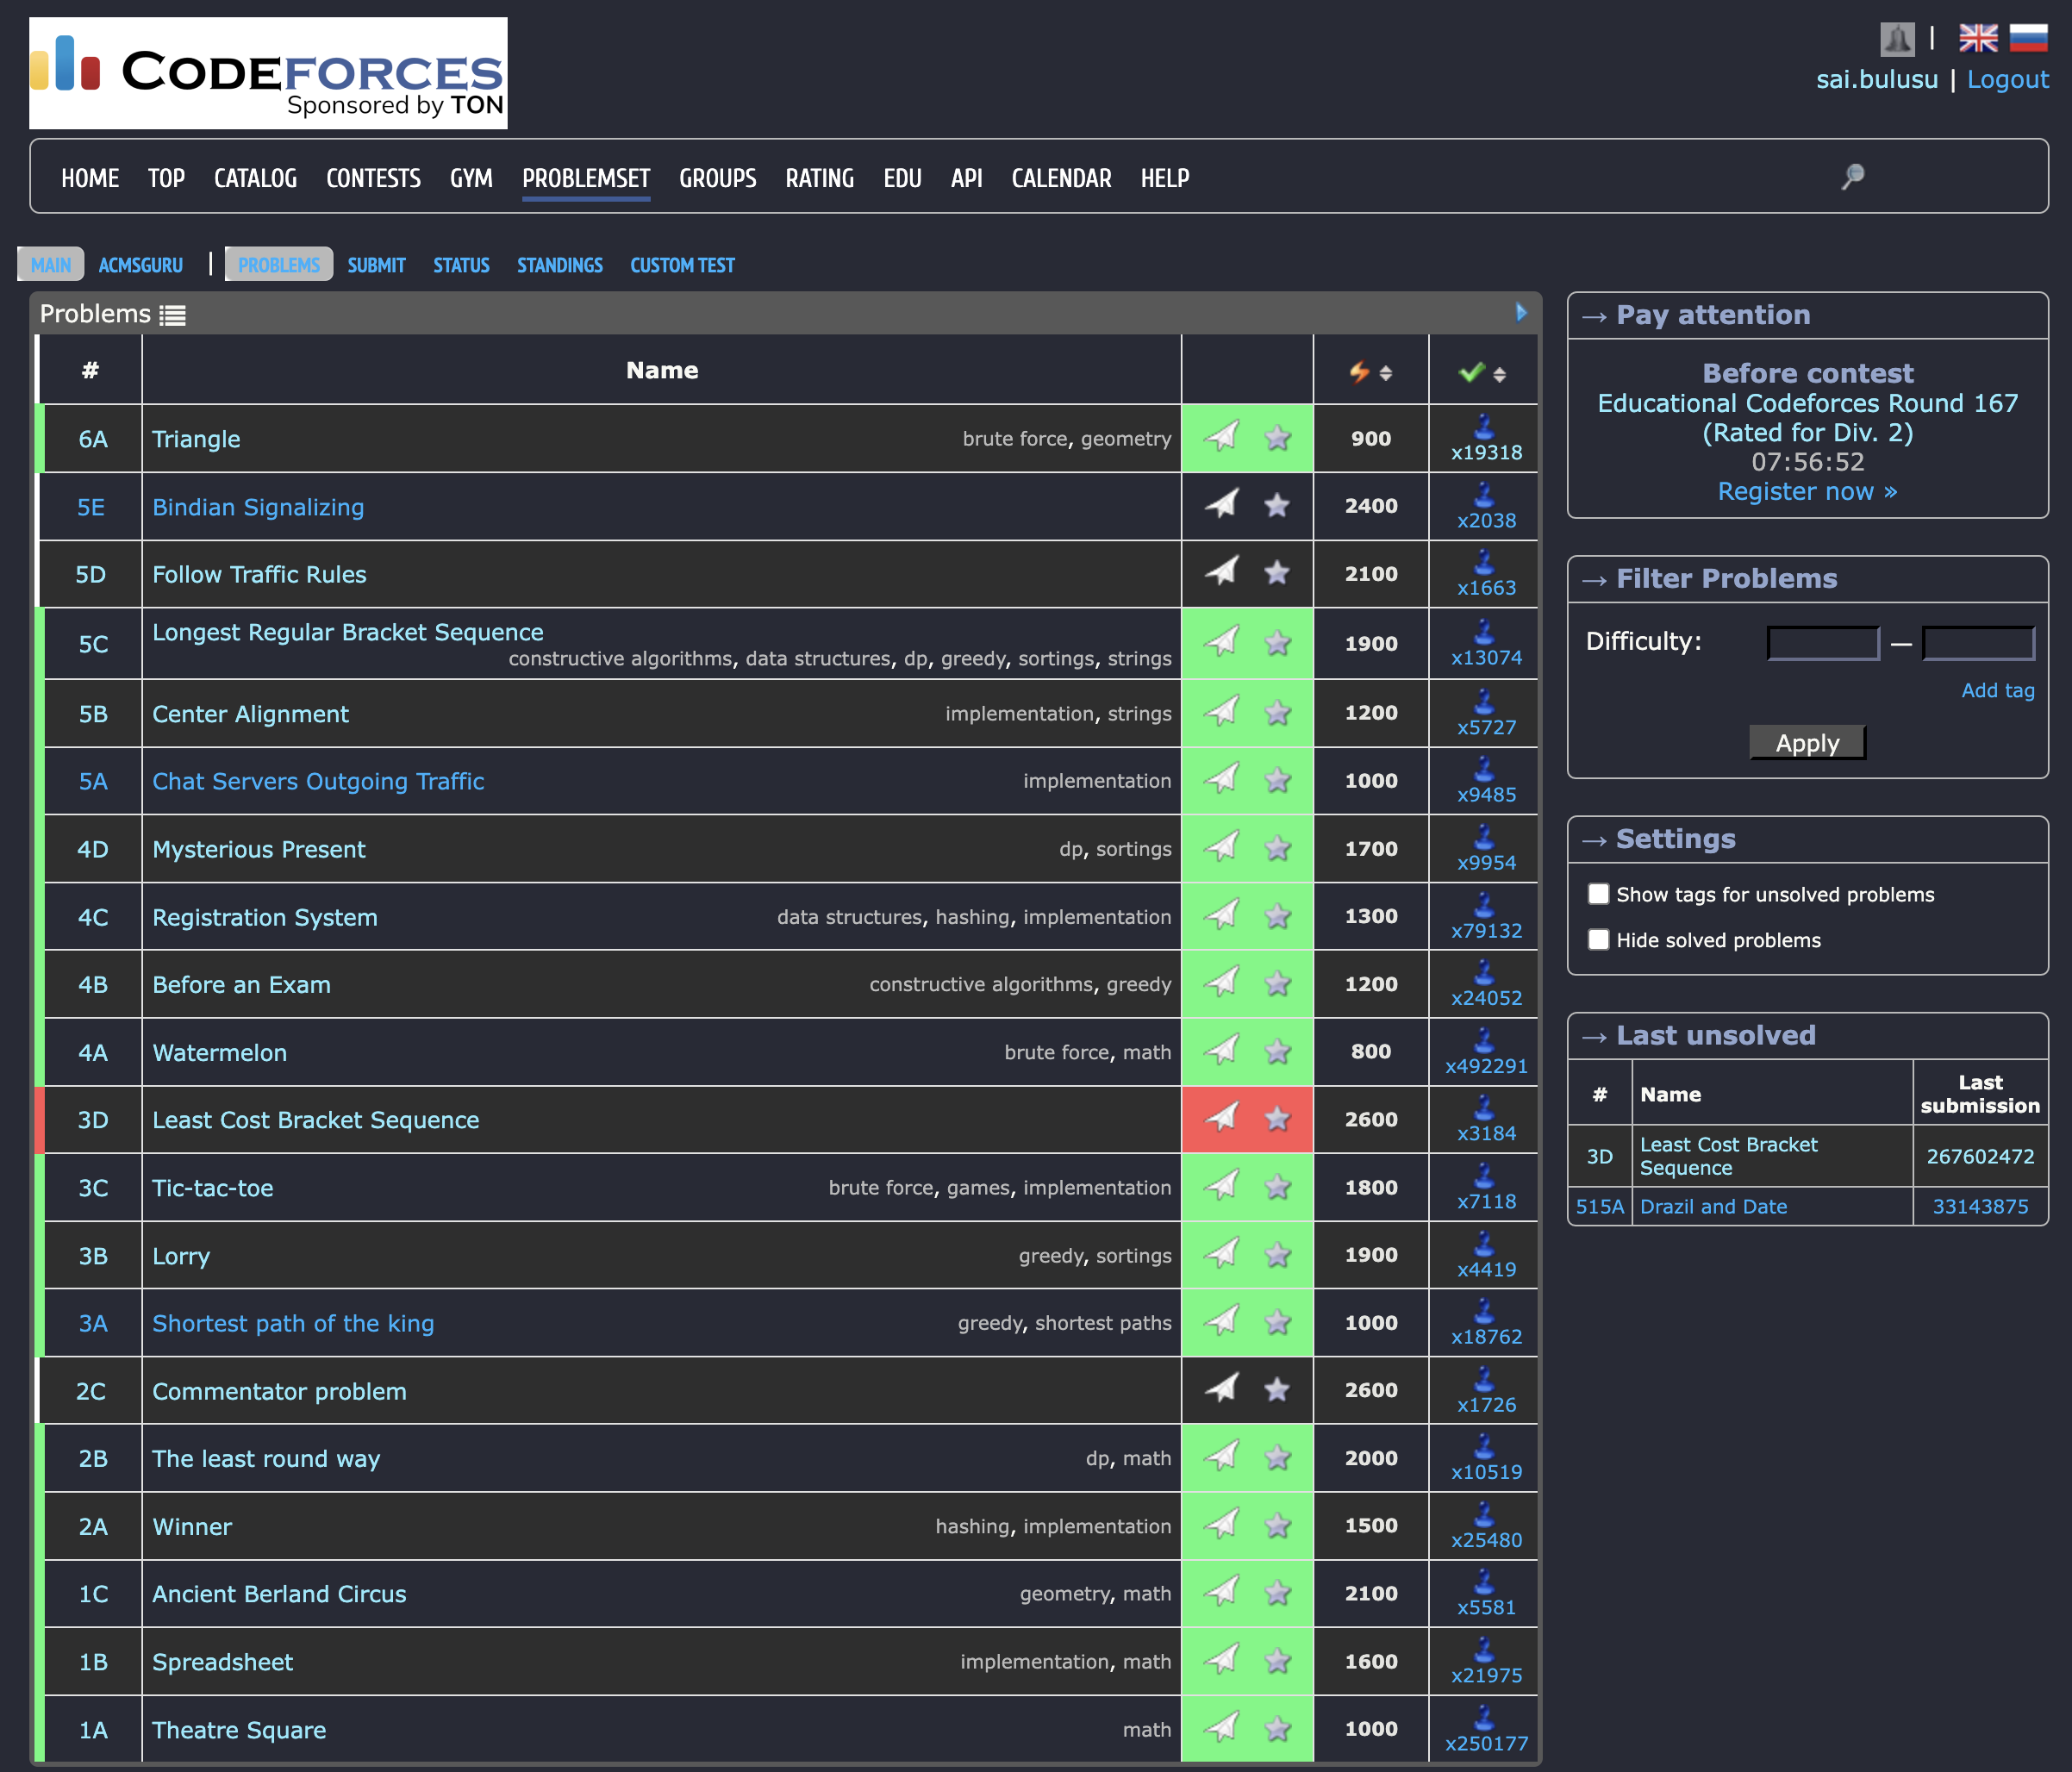 CODEFORCES
Sponsored by TON
sai.bulusu | Logout
HOME TOP CATALOG CONTESTS GYM PROBLEMSET GROUPS RATING EDU API CALENDAR HELP
MAIN ACMSGURU | PROBLEMS SUBMIT STATUS STANDINGS CUSTOM TEST
Problems
# Name
6A Triangle brute force, geometry 900 x19318
5E Bindian Signalizing 2400 x2038
5D Follow Traffic Rules 2100 x1663
5C Longest Regular Bracket Sequence
constructive algorithms, data structures, dp, greedy, sortings, strings 1900 x13074
5B Center Alignment implementation, strings 1200 x5727
5A Chat Servers Outgoing Traffic implementation 1000 x9485
4D Mysterious Present dp, sortings 1700 x9954
4C Registration System data structures, hashing, implementation 1300 x79132
4B Before an Exam constructive algorithms, greedy 1200 x24052
4A Watermelon brute force, math 800 x492291
3D Least Cost Bracket Sequence 2600 x3184
3C Tic-tac-toe brute force, games, implementation 1800 x7118
3B Lorry greedy, sortings 1900 x4419
3A Shortest path of the king greedy, shortest paths 1000 x18762
2C Commentator problem 2600 x1726
2B The least round way dp, math 2000 x10519
2A Winner hashing, implementation 1500 x25480
1C Ancient Berland Circus geometry, math 2100 x5581
1B Spreadsheet implementation, math 1600 x21975
1A Theatre Square math 1000 x250177
→ Pay attention
Before contest
Educational Codeforces Round 167
(Rated for Div. 2)
07:56:52
Register now »
→ Filter Problems
Difficulty: —
Add tag
Apply
→ Settings
Show tags for unsolved problems
Hide solved problems
→ Last unsolved
# Name Last
submission
3D Least Cost Bracket
Sequence 267602472
515A Drazil and Date 33143875